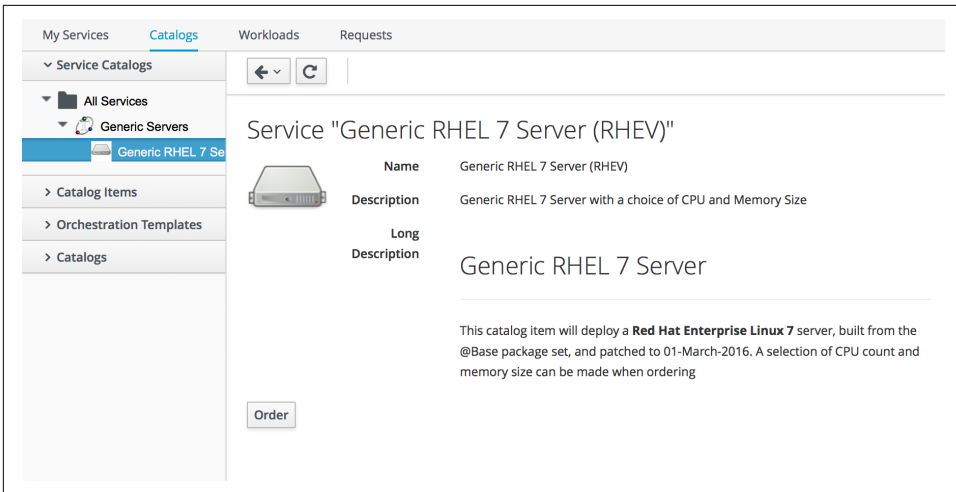 My Services Catalogs Workloads Requests
Service Catalogs
All Services
Generic Servers
Generic RHEL 7 Se
Catalog Items
Orchestration Templates
Catalogs
Service "Generic RHEL 7 Server (RHEV)"
Name Generic RHEL 7 Server (RHEV)
Description Generic RHEL 7 Server with a choice of CPU and Memory Size
Long
Description
Generic RHEL 7 Server
This catalog item will deploy a Red Hat Enterprise Linux 7 server, built from the
@Base package set, and patched to 01-March-2016. A selection of CPU count and
memory size can be made when ordering
Order